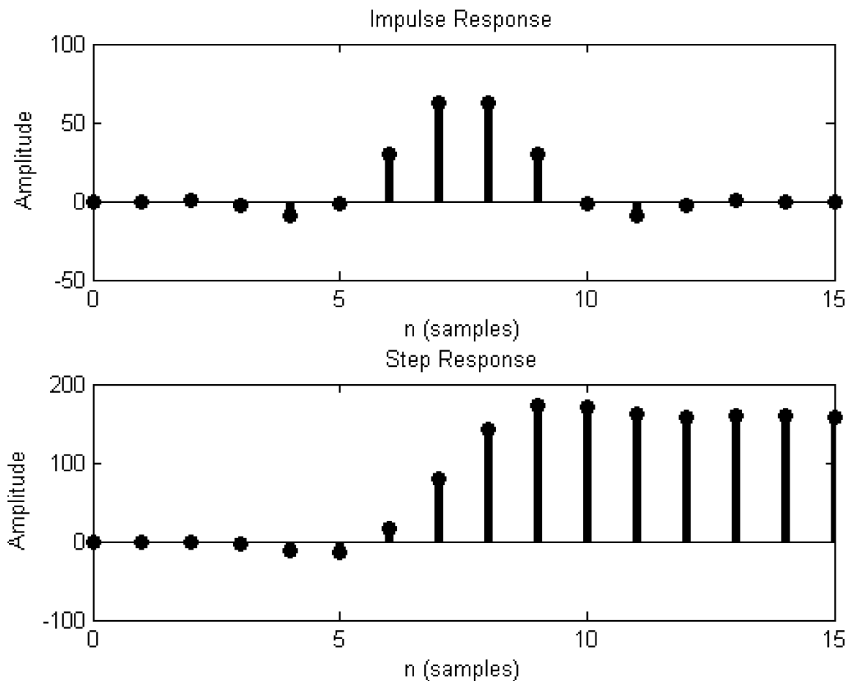 Impulse Response
100
50
0
-50
Amplitude
0 5 10 15
n (samples)
Step Response
200
100
0
-100
Amplitude
0 5 10 15
n (samples)